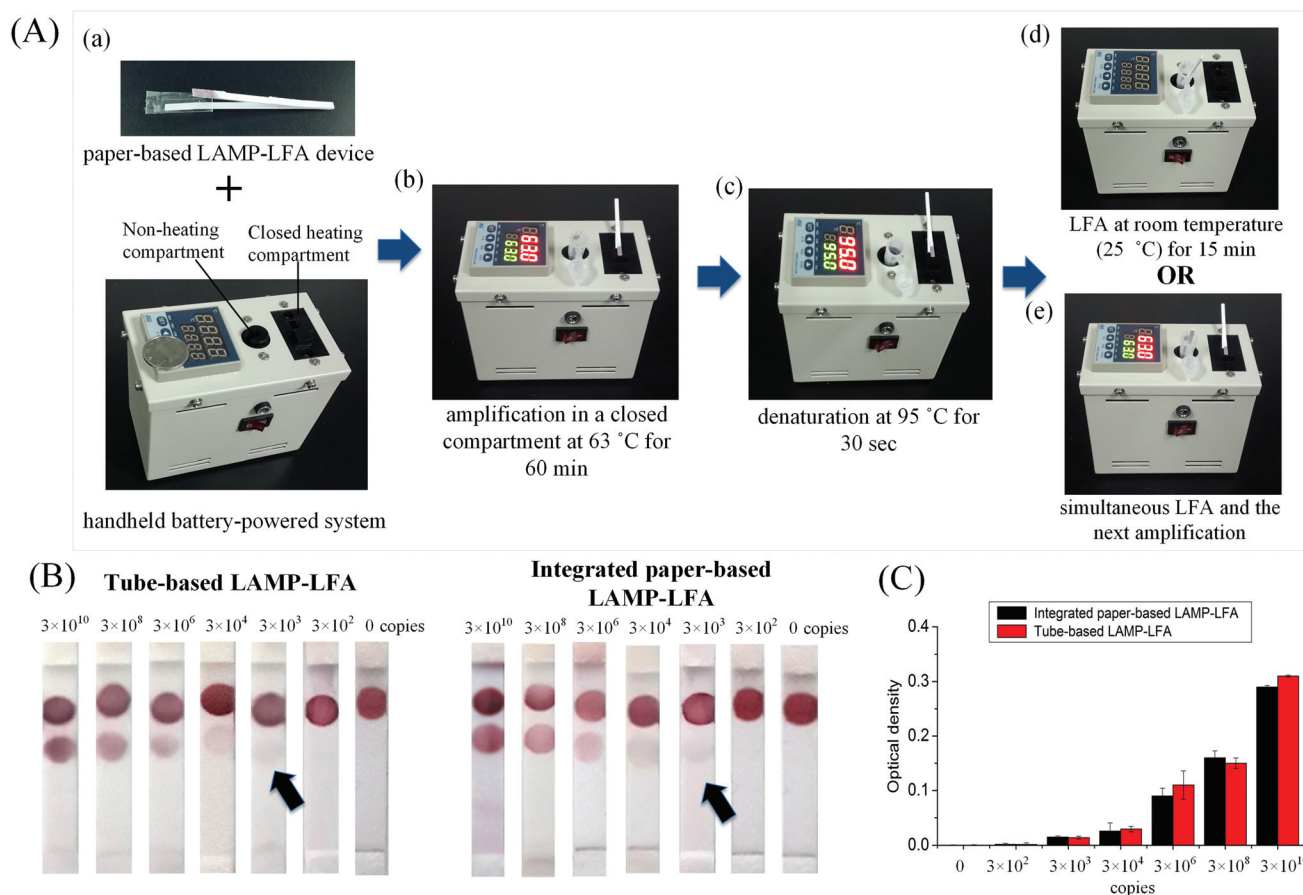 (A)
(a)
paper-based LAMP-LFA device
+
Non-heating
compartment
Closed heating
compartment
handheld battery-powered system
(b)
amplification in a closed
compartment at 63 ˚C for
60 min
(c)
denaturation at 95 ˚C for
30 sec
(d)
LFA at room temperature
(25 ˚C) for 15 min
OR
(e)
simultaneous LFA and the
next amplification
(B)
Tube-based LAMP-LFA
3×10¹⁰ 3×10⁸ 3×10⁶ 3×10⁴ 3×10³ 3×10² 0 copies
Integrated paper-based
LAMP-LFA
3×10¹⁰ 3×10⁸ 3×10⁶ 3×10⁴ 3×10³ 3×10² 0 copies
(C)
Integrated paper-based LAMP-LFA
Tube-based LAMP-LFA
Optical density
0.4
0.3
0.2
0.1
0.0
0 3×10² 3×10³ 3×10⁴ 3×10⁶ 3×10⁸ 3×10¹⁰
copies